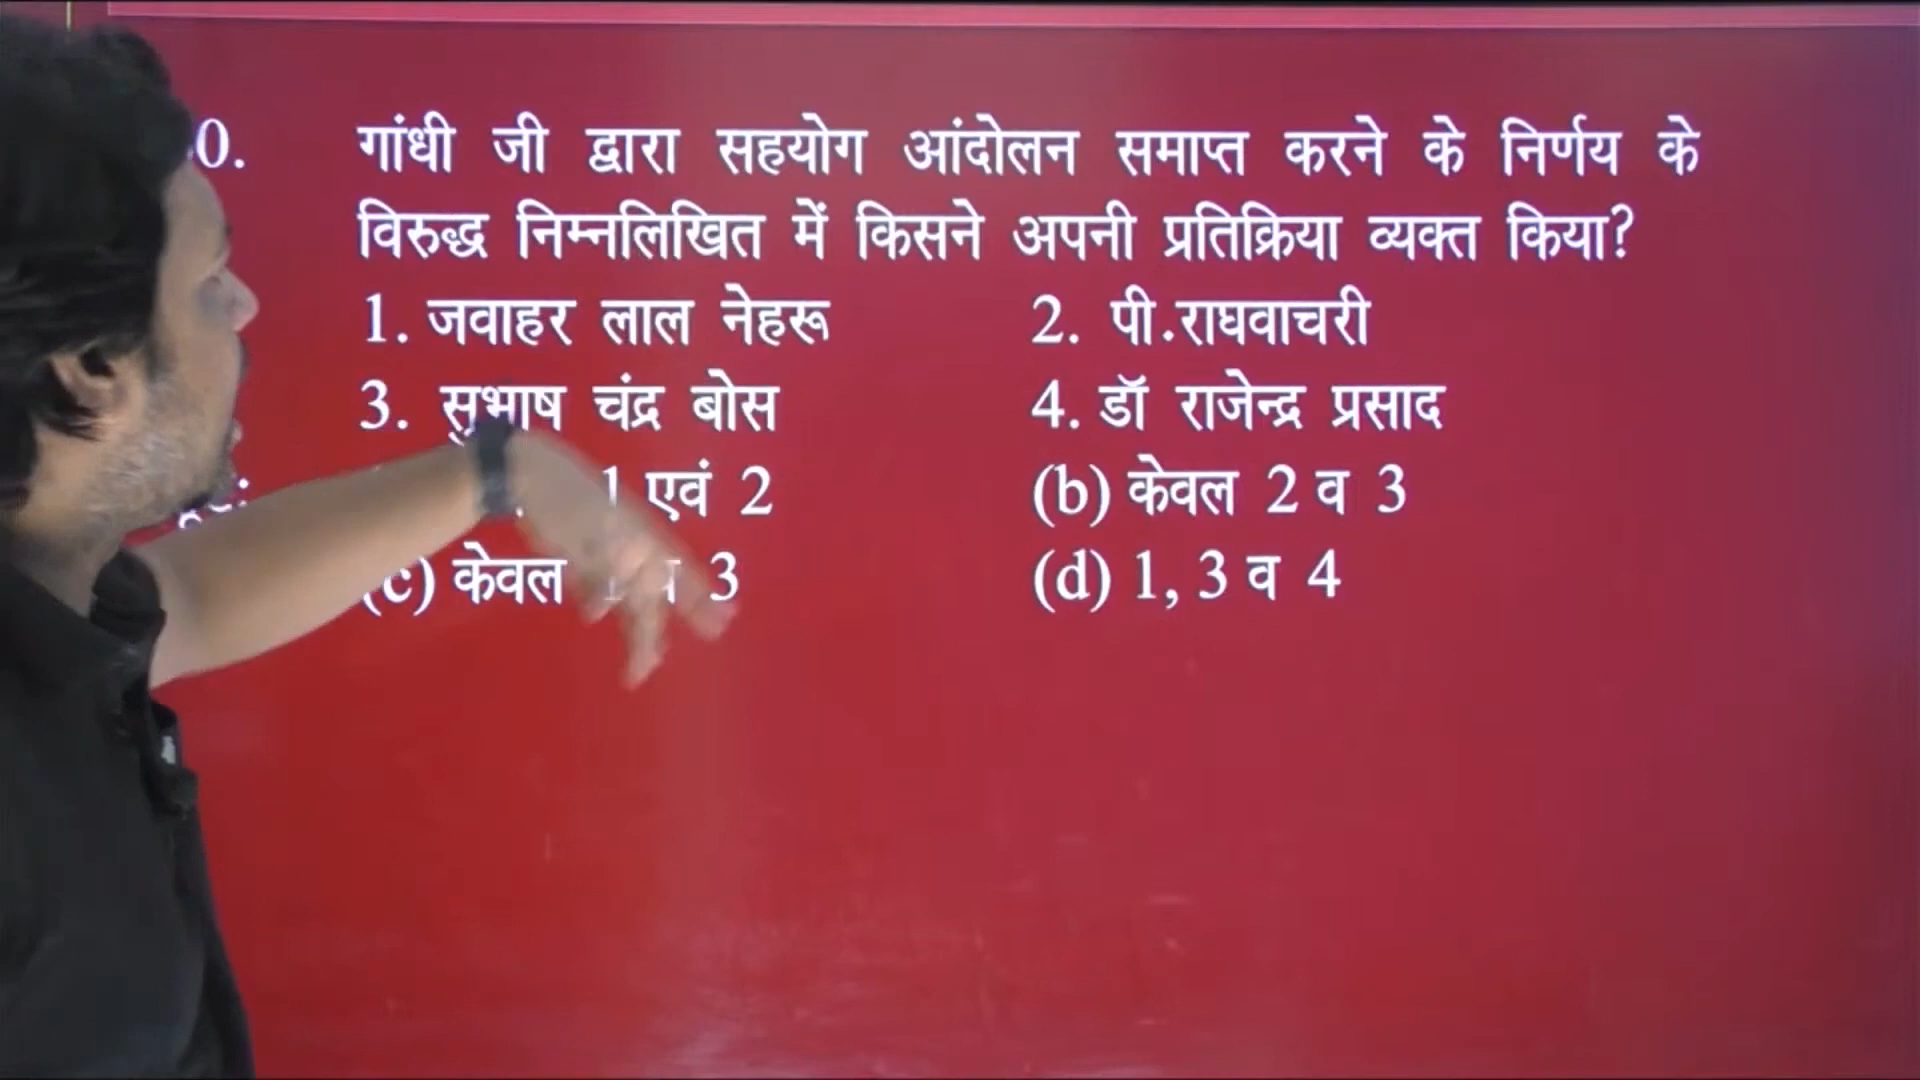 0. गांधी जी द्वारा सहयोग आंदोलन समाप्त करने के निर्णय के
विरुद्ध निम्नलिखित में किसने अपनी प्रतिक्रिया व्यक्त किया?
1. जवाहर लाल नेहरू 2. पी.राघवाचरी
3. सुभाष चंद्र बोस 4. डॉ राजेन्द्र प्रसाद
1 एवं 2 (b) केवल 2 व 3
(c) केवल 1 व 3 (d) 1, 3 व 4